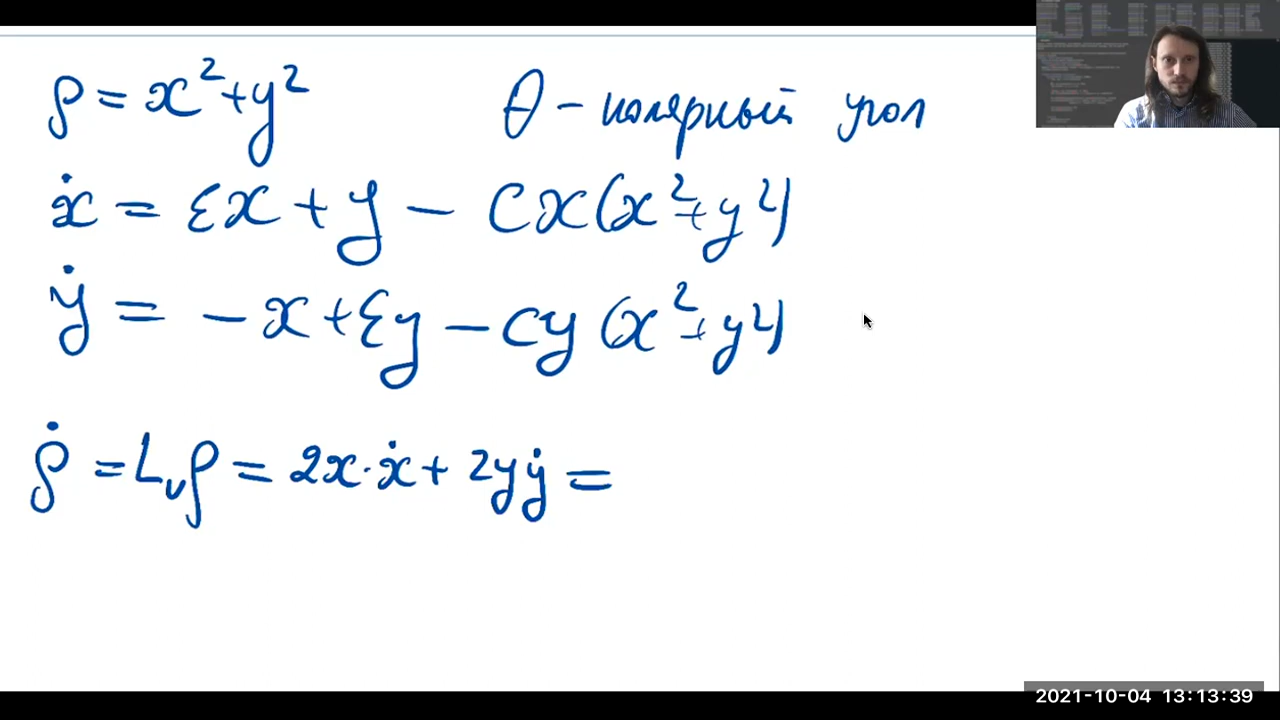 ρ = x² + y² θ – полярный угол
ẋ = εx + y – cx(x² + y²)
ẏ = – x + εy – cy(x² + y²)
ρ̇ = L_v ρ = 2x · ẋ + 2yẏ =
2021-10-04 13:13:39